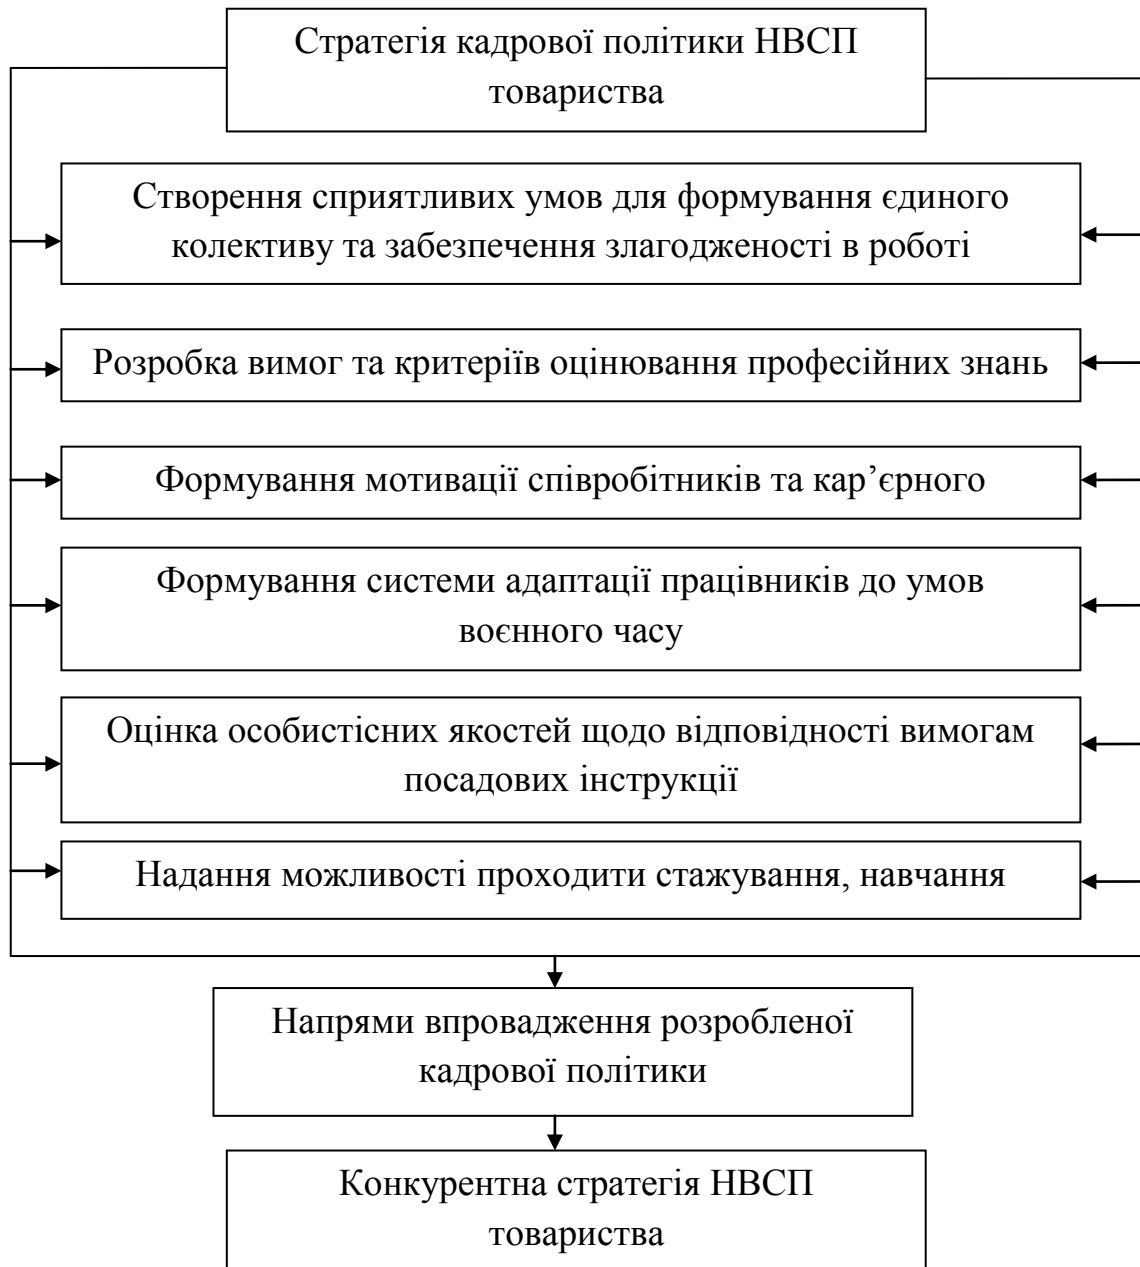 Стратегія кадрової політики НВСП
товариства
Створення сприятливих умов для формування єдиного
колективу та забезпечення злагодженості в роботі
Розробка вимог та критеріїв оцінювання професійних знань
Формування мотивації співробітників та кар’єрного
Формування системи адаптації працівників до умов
воєнного часу
Оцінка особистісних якостей щодо відповідності вимогам
посадових інструкції
Надання можливості проходити стажування, навчання
Напрями впровадження розробленої
кадрової політики
Конкурентна стратегія НВСП
товариства